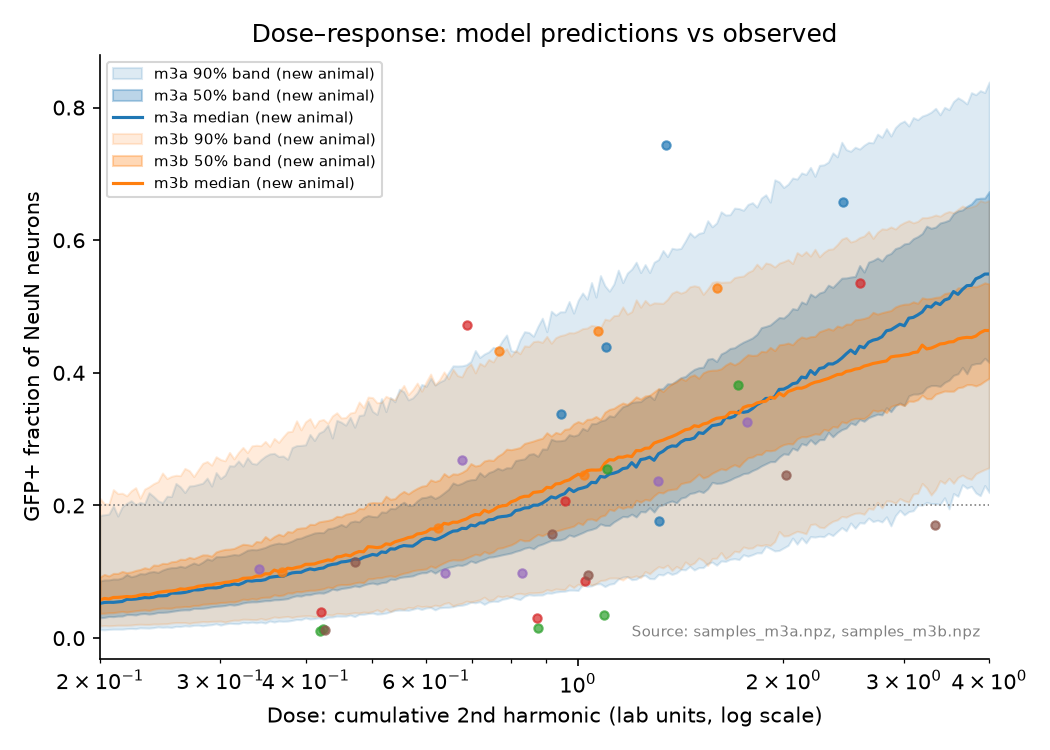 Dose–response: model predictions vs observed
m3a 90% band (new animal)
m3a 50% band (new animal)
m3a median (new animal)
m3b 90% band (new animal)
m3b 50% band (new animal)
m3b median (new animal)
GFP+ fraction of NeuN neurons
0.8
0.6
0.4
0.2
0.0
Source: samples_m3a.npz, samples_m3b.npz
2 × 10⁻¹ 3 × 10⁻¹ 4 × 10⁻¹ 6 × 10⁻¹ 10⁰ 2 × 10⁰ 3 × 10⁰ 4 × 10⁰
Dose: cumulative 2nd harmonic (lab units, log scale)